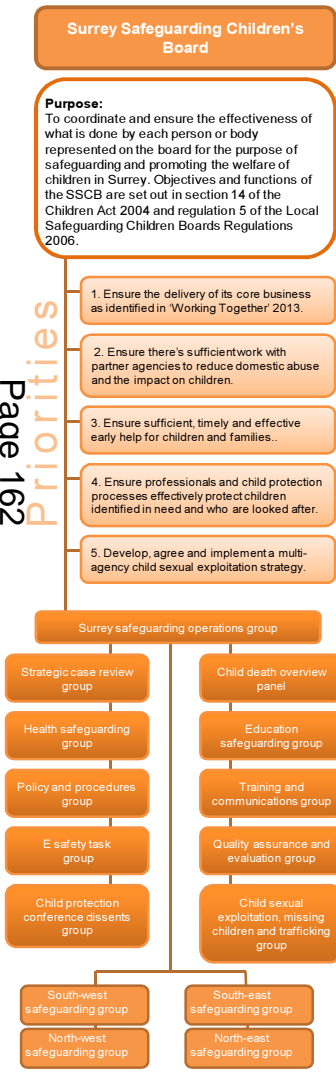 Surrey Safeguarding Children's
Board
Purpose:
To coordinate and ensure the effectiveness of
what is done by each person or body
represented on the board for the purpose of
safeguarding and promoting the welfare of
children in Surrey. Objectives and functions of
the SSCB are set out in section 14 of the
Children Act 2004 and regulation 5 of the Local
Safeguarding Children Boards Regulations
2006.
Priorities
Page 162
1. Ensure the delivery of its core business
as identified in 'Working Together' 2013.
2. Ensure there's sufficient work with
partner agencies to reduce domestic abuse
and the impact on children.
3. Ensure sufficient, timely and effective
early help for children and families..
4. Ensure professionals and child protection
processes effectively protect children
identified in need and who are looked after.
5. Develop, agree and implement a multi-
agency child sexual exploitation strategy.
Surrey safeguarding operations group
Strategic case review
group
Child death overview
panel
Health safeguarding
group
Education
safeguarding group
Policy and procedures
group
Training and
communications group
E safety task
group
Quality assurance and
evaluation group
Child protection
conference dissents
group
Child sexual
exploitation, missing
children and trafficking
group
South-west
safeguarding group
South-east
safeguarding group
North-west
safeguarding group
North-east
safeguarding group